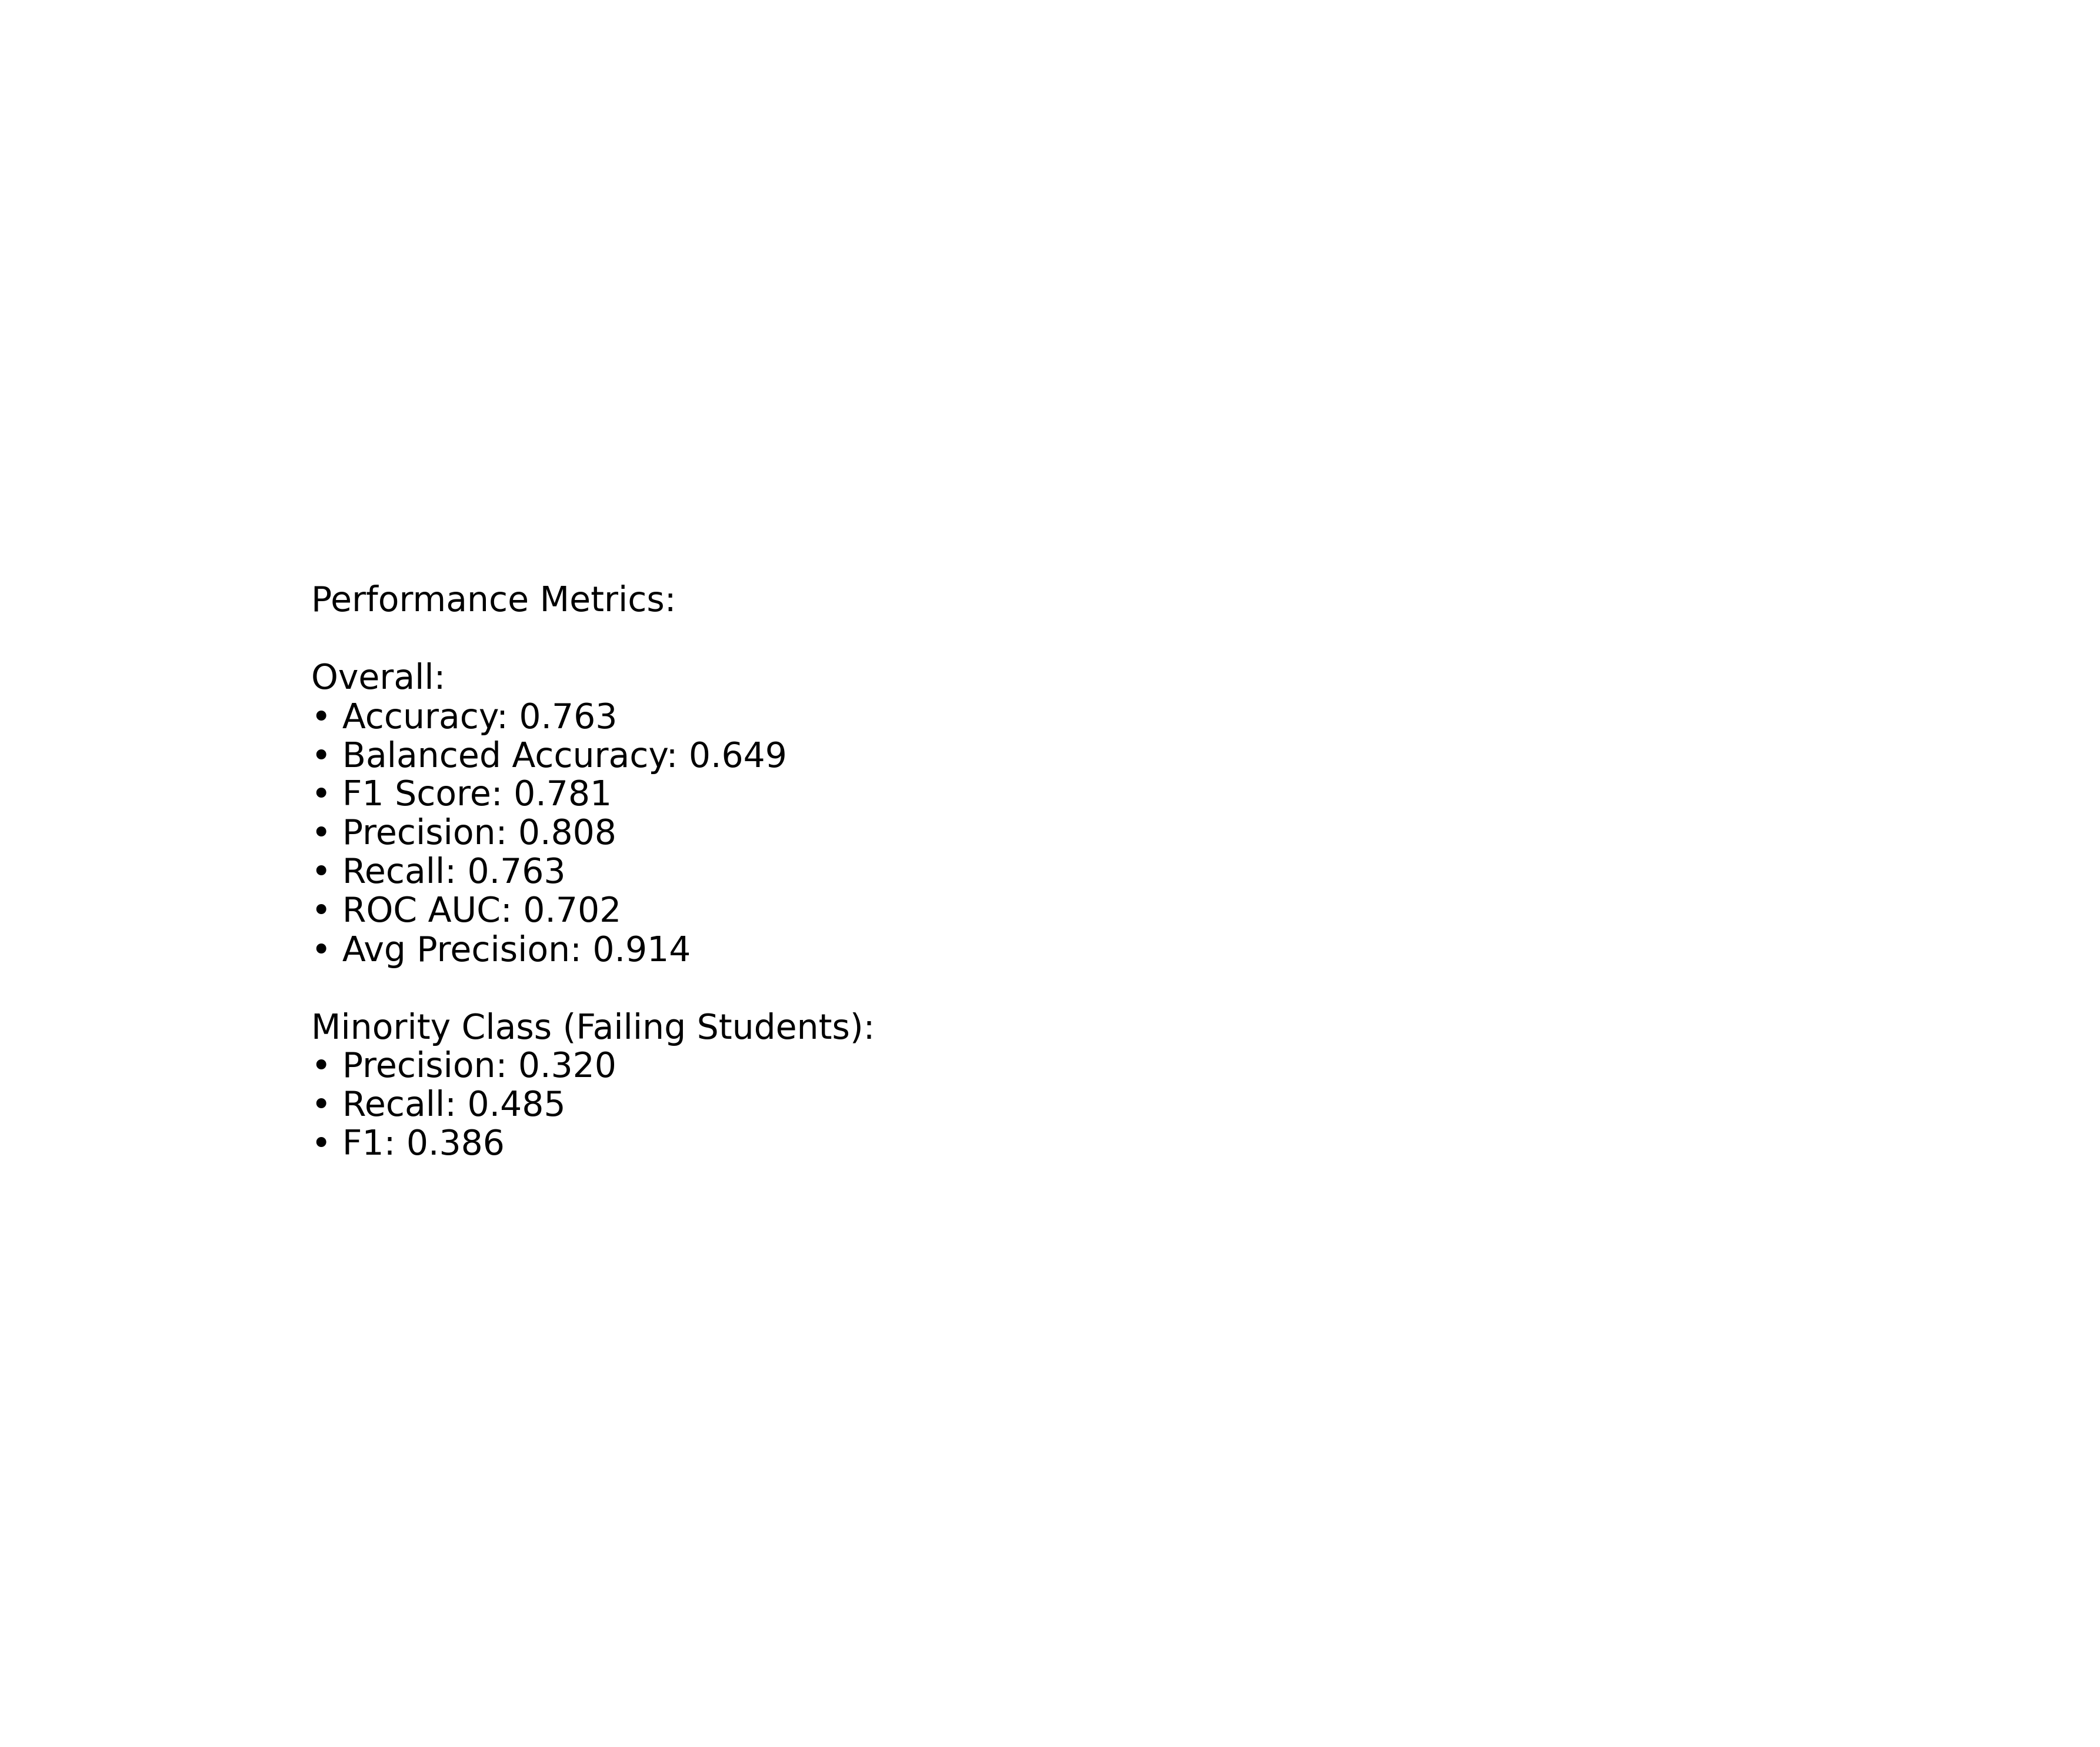 Performance Metrics:
Overall:
• Accuracy: 0.763
• Balanced Accuracy: 0.649
• F1 Score: 0.781
• Precision: 0.808
• Recall: 0.763
• ROC AUC: 0.702
• Avg Precision: 0.914
Minority Class (Failing Students):
• Precision: 0.320
• Recall: 0.485
• F1: 0.386